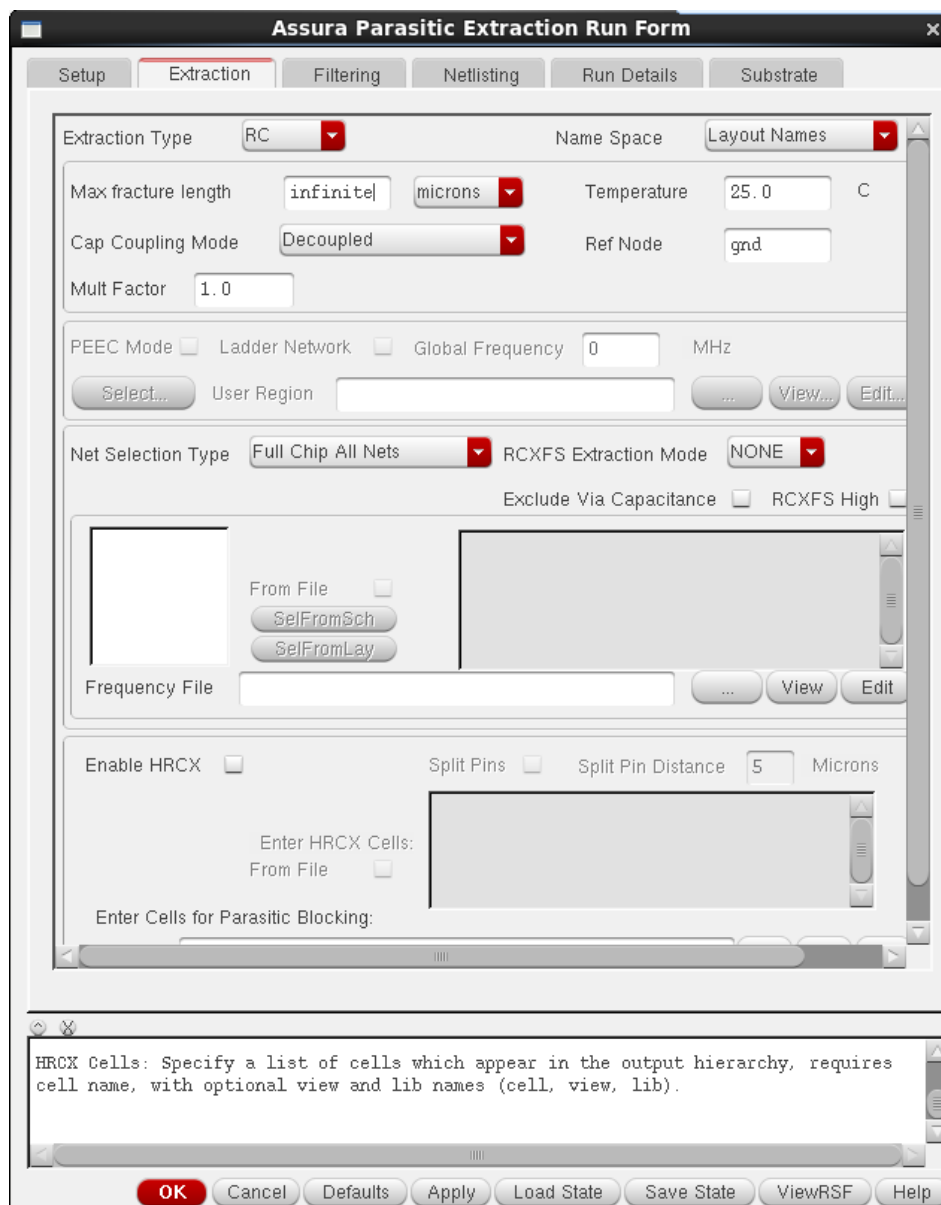 Assura Parasitic Extraction Run Form
Setup Extraction Filtering Netlisting Run Details Substrate
Extraction Type RC Name Space Layout Names
Max fracture length infinite microns Temperature 25.0 C
Cap Coupling Mode Decoupled Ref Node gnd
Mult Factor 1.0
PEEC Mode Ladder Network Global Frequency 0 MHz
Select... User Region ... View... Edit...
Net Selection Type Full Chip All Nets RCXFS Extraction Mode NONE
Exclude Via Capacitance RCXFS High
From File
SelFromSch
SelFromLay
Frequency File ... View Edit
Enable HRCX Split Pins Split Pin Distance 5 Microns
Enter HRCX Cells:
From File
Enter Cells for Parasitic Blocking:
HRCX Cells: Specify a list of cells which appear in the output hierarchy, requires
cell name, with optional view and lib names (cell, view, lib).
OK Cancel Defaults Apply Load State Save State ViewRSF Help